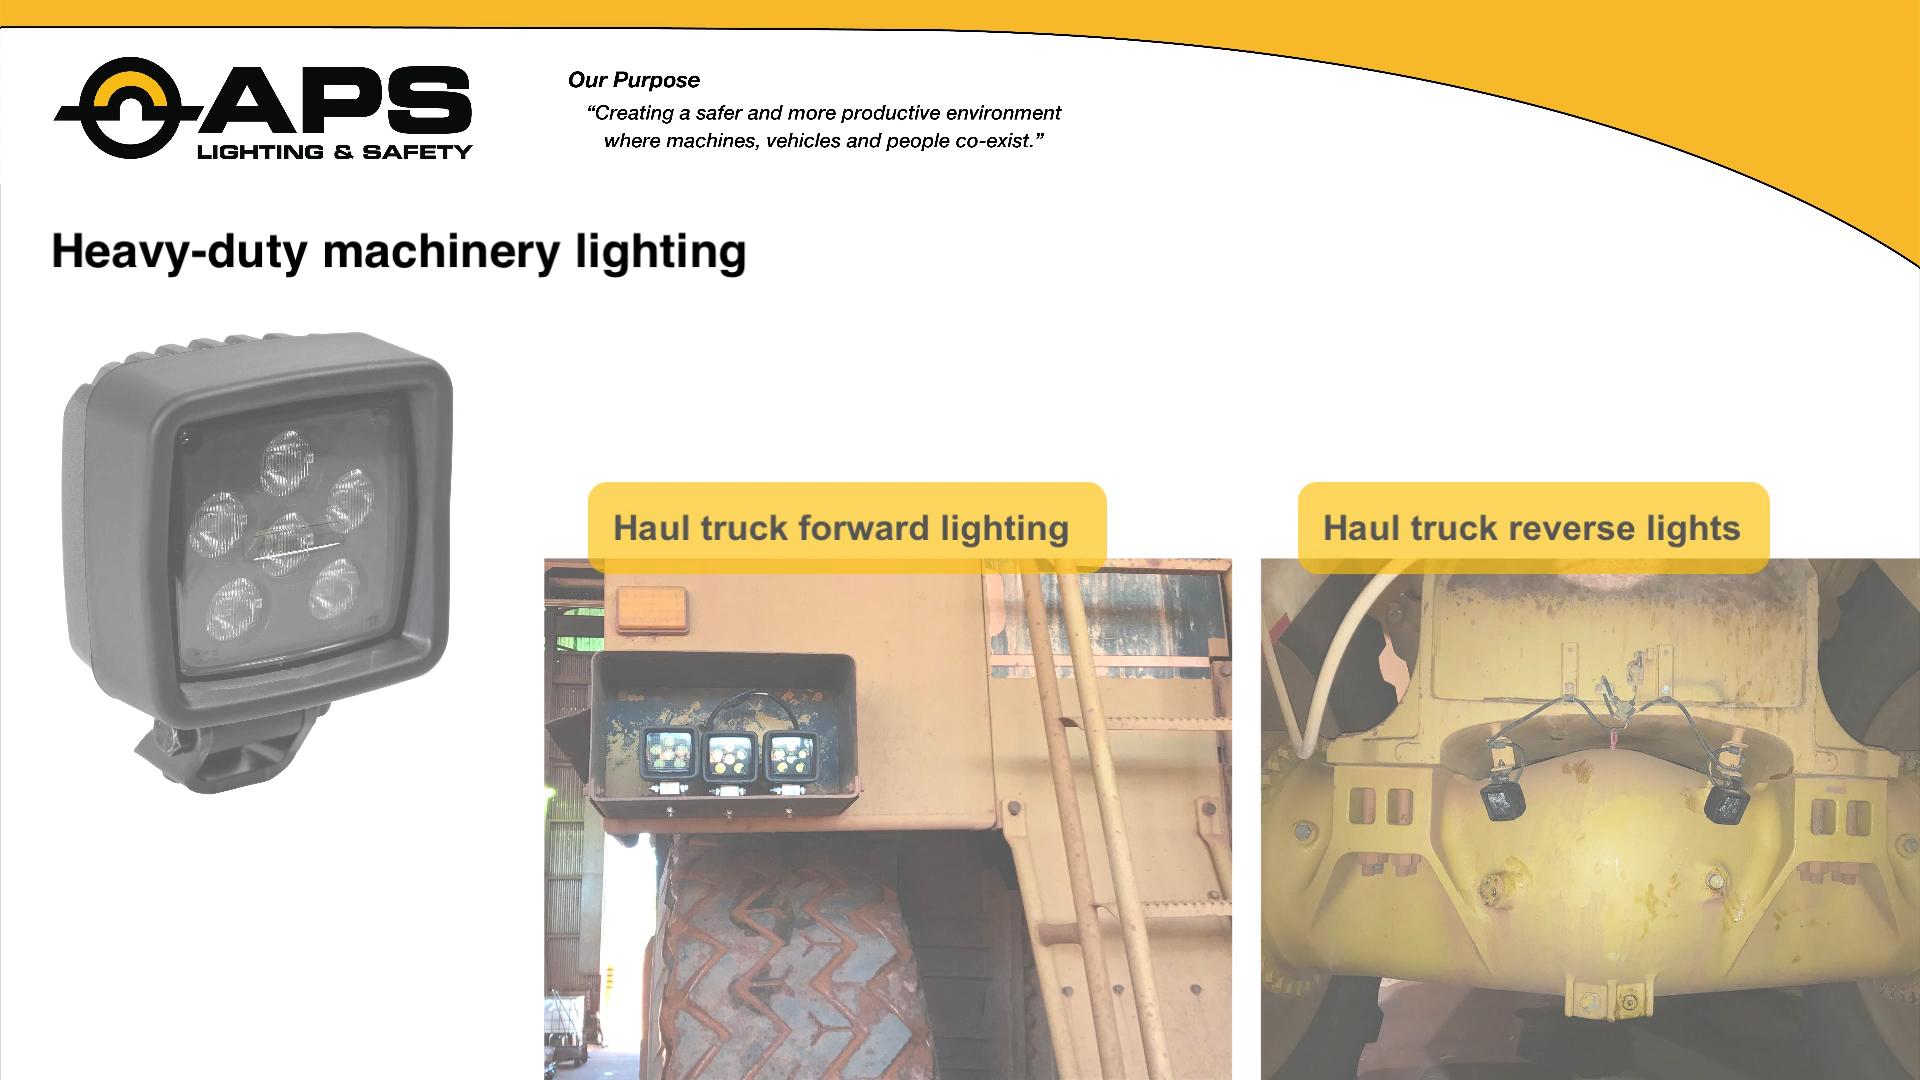 APS
LIGHTING & SAFETY
Our Purpose
“Creating a safer and more productive environment
where machines, vehicles and people co-exist.”
Heavy-duty machinery lighting
Haul truck forward lighting
Haul truck reverse lights